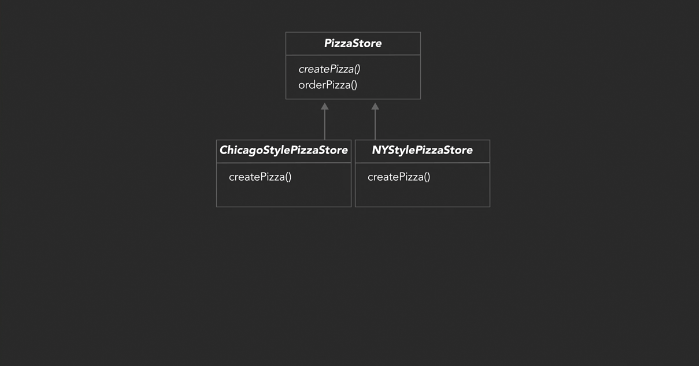 PizzaStore
createPizza()
orderPizza()
ChicagoStylePizzaStore
createPizza()
NYStylePizzaStore
createPizza()